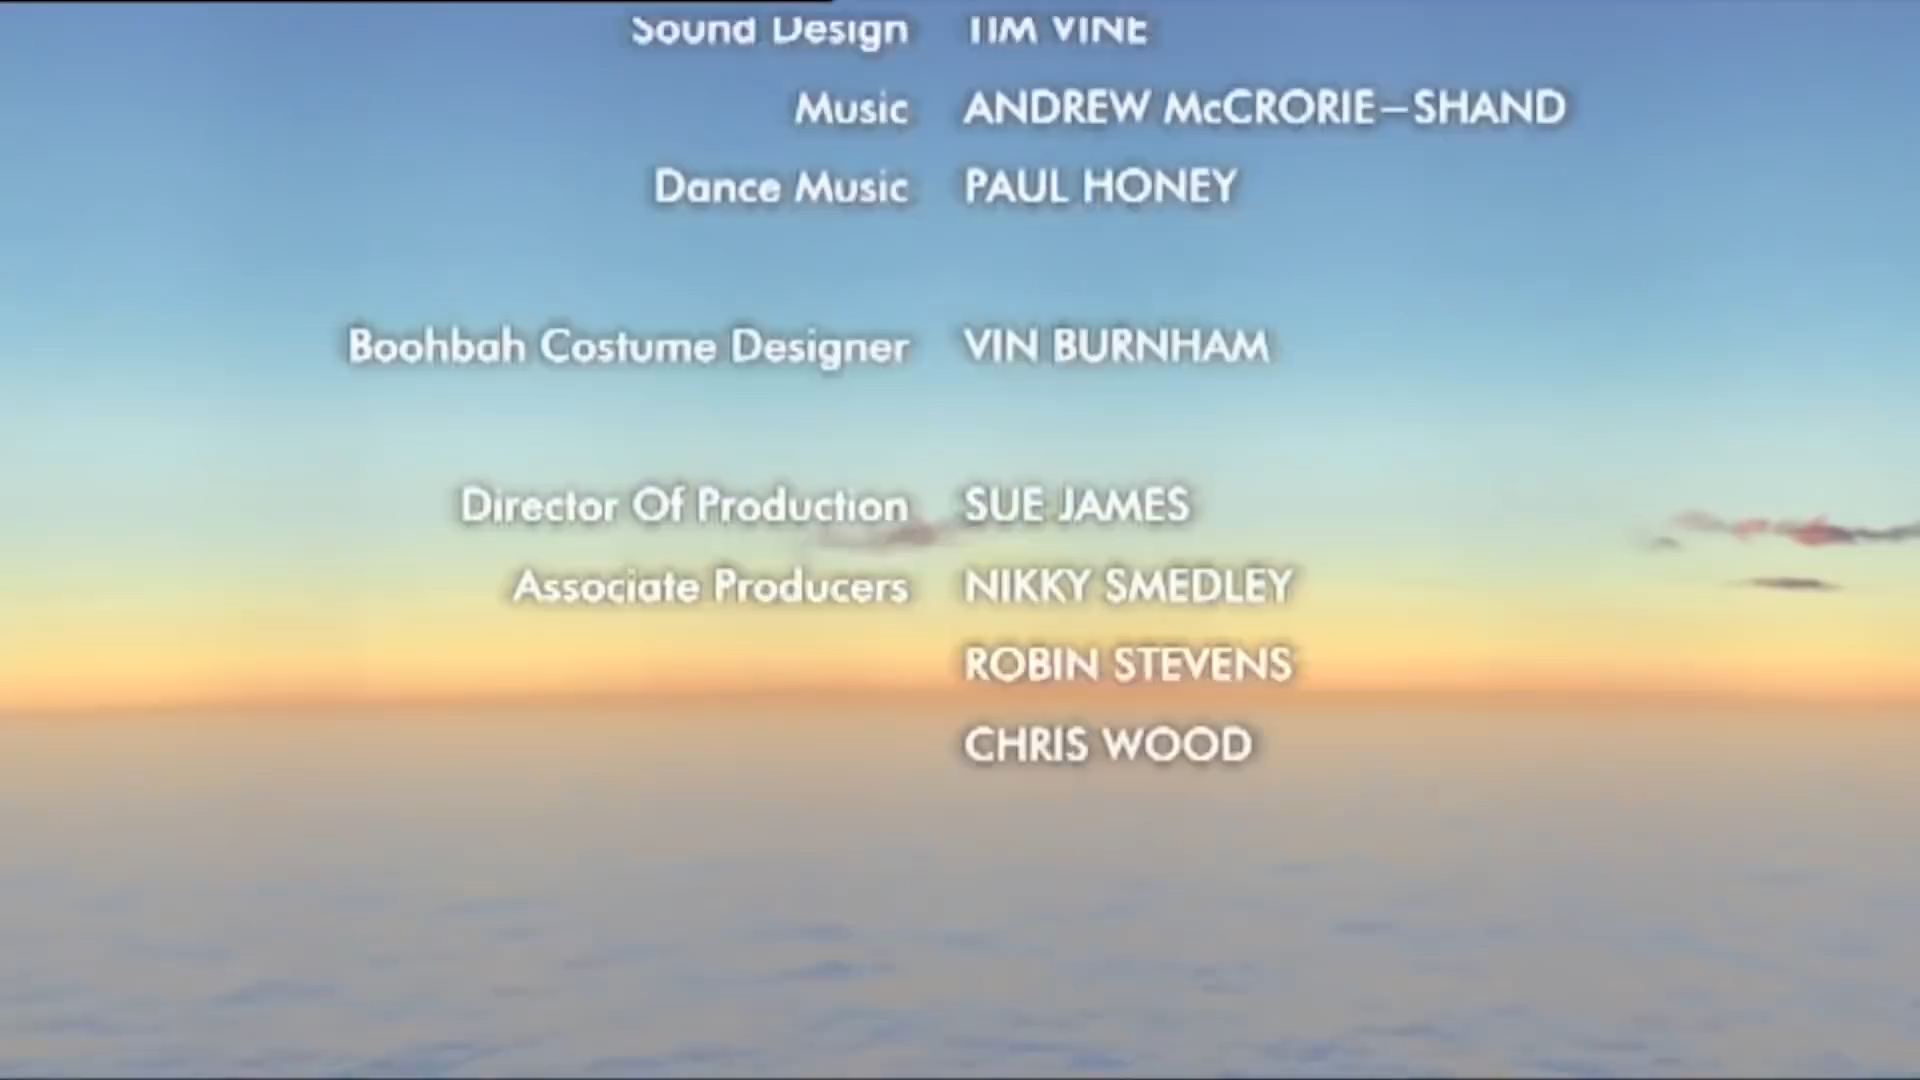 Sound Design TIM VINE
Music ANDREW McCRORIE–SHAND
Dance Music PAUL HONEY
Boohbah Costume Designer VIN BURNHAM
Director Of Production SUE JAMES
Associate Producers NIKKY SMEDLEY
ROBIN STEVENS
CHRIS WOOD